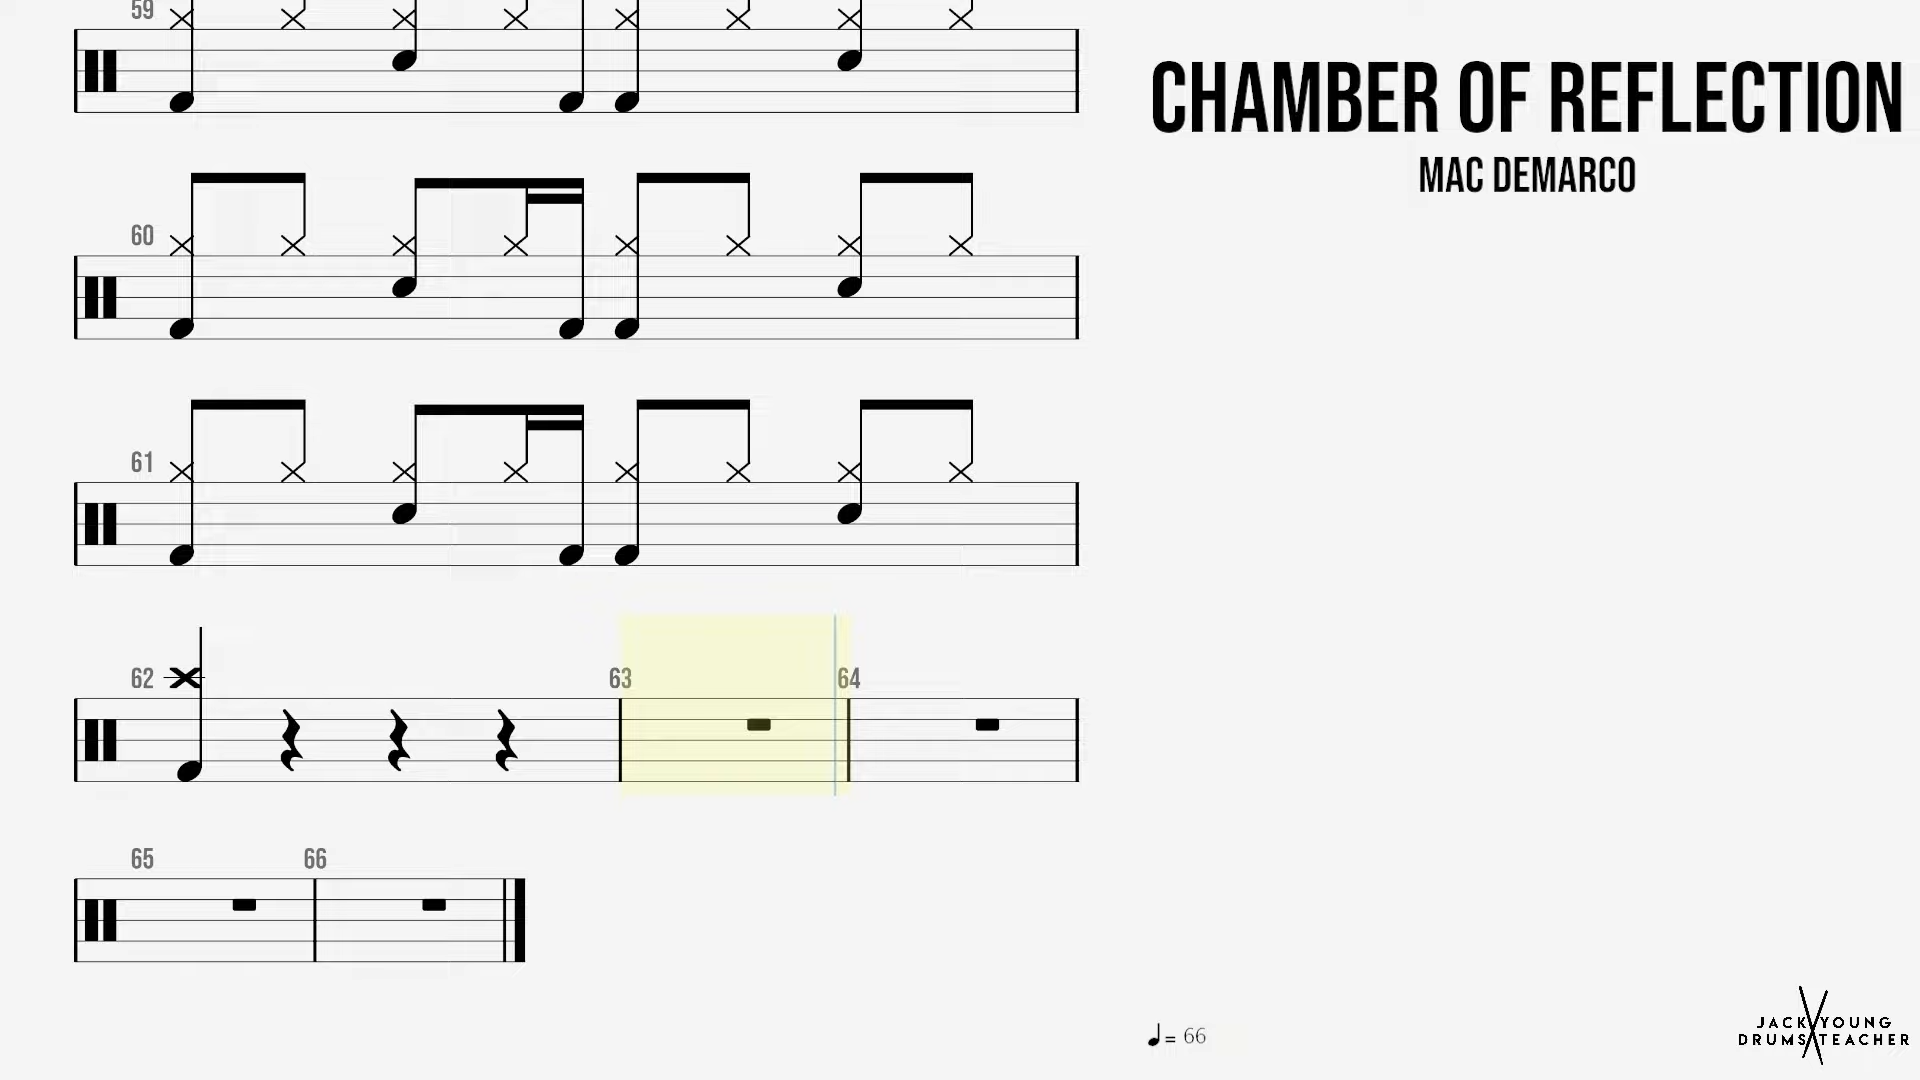 59
CHAMBER OF REFLECTION
MAC DEMARCO
60
61
62 63 64
65 66
= 66
JACK YOUNG
DRUMS TEACHER